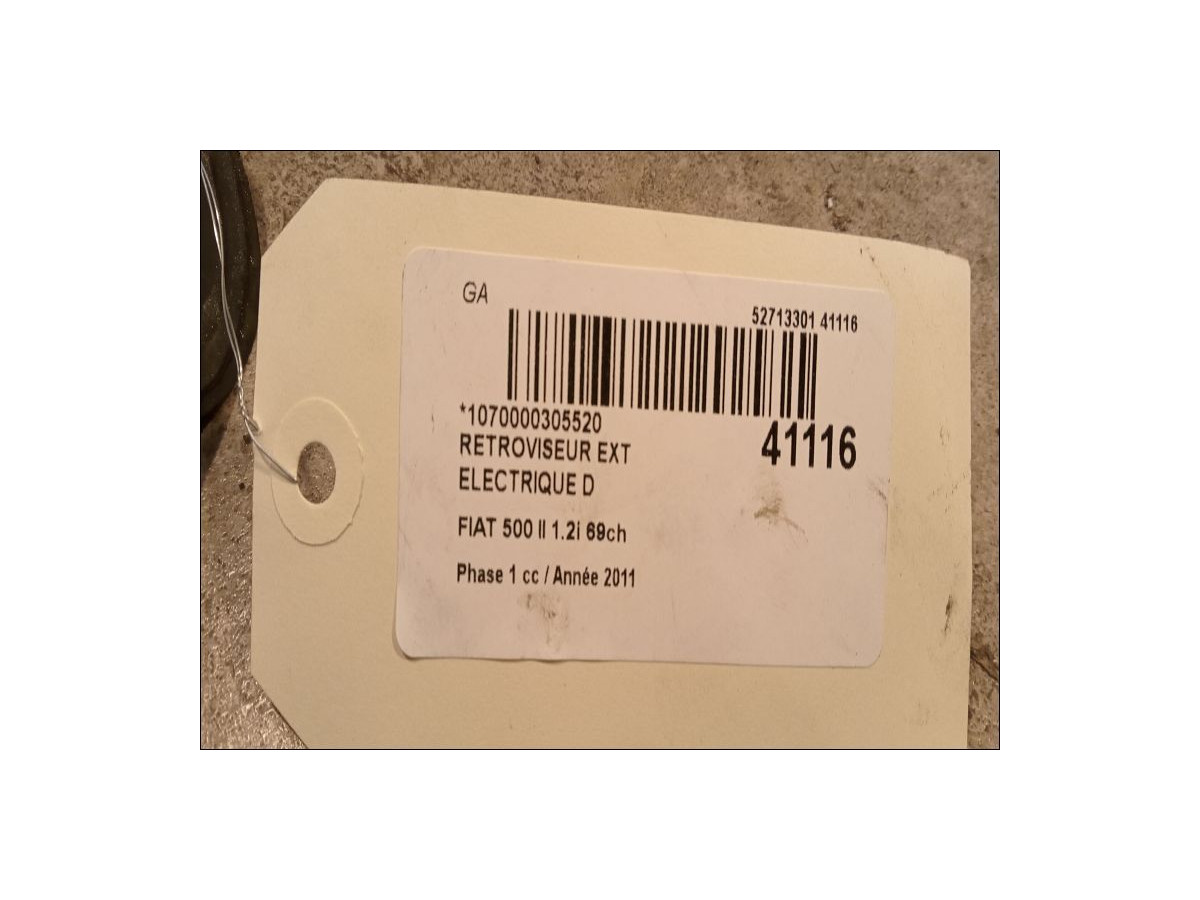 GA
52713301 41116
*1070000305520
41116
RETROVISEUR EXT
ELECTRIQUE D
FIAT 500 II 1.2i 69ch
Phase 1 cc / Année 2011